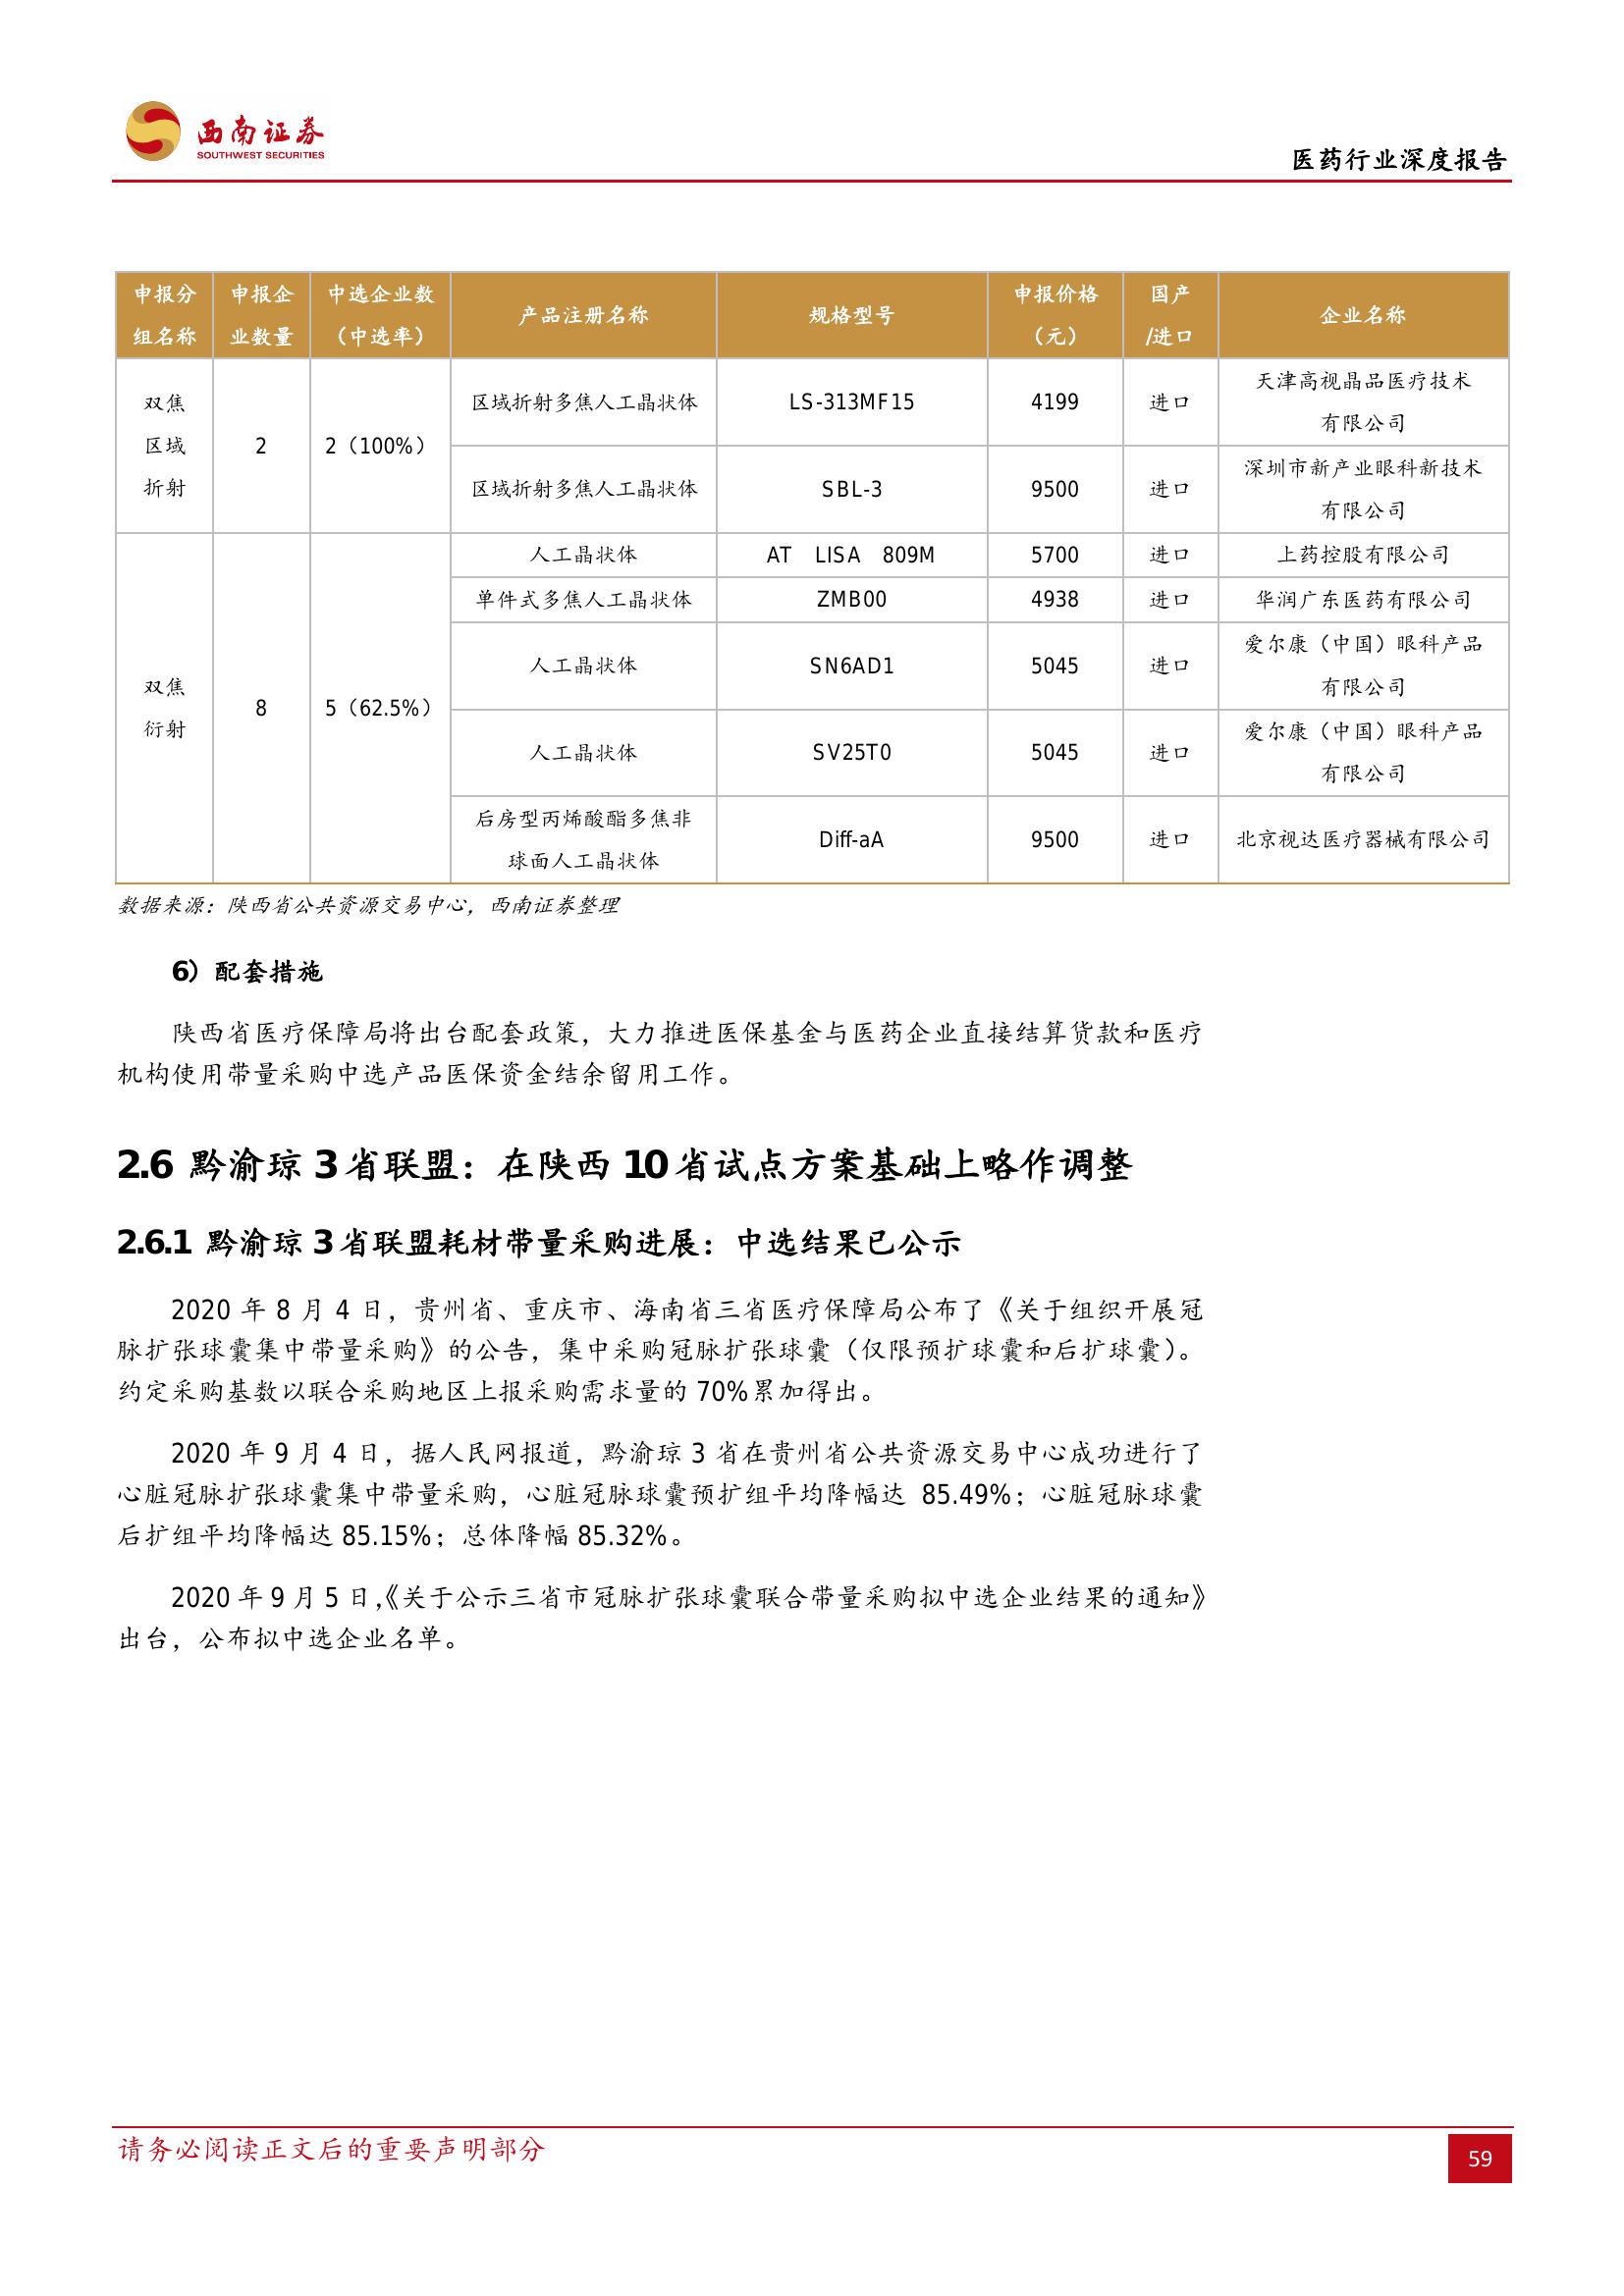 西南证券
SOUTHWEST SECURITIES
医药行业深度报告
申报分
组名称
申报企
业数量
中选企业数
（中选率）
产品注册名称
规格型号
申报价格
（元）
国产
/进口
企业名称
双焦
区域
折射
2
2（100%）
区域折射多焦人工晶状体
LS-313MF15
4199
进口
天津高视晶品医疗技术
有限公司
区域折射多焦人工晶状体
SBL-3
9500
进口
深圳市新产业眼科新技术
有限公司
双焦
衍射
8
5（62.5%）
人工晶状体
AT LISA 809M
5700
进口
上药控股有限公司
单件式多焦人工晶状体
ZMB00
4938
进口
华润广东医药有限公司
人工晶状体
SN6AD1
5045
进口
爱尔康（中国）眼科产品
有限公司
人工晶状体
SV25T0
5045
进口
爱尔康（中国）眼科产品
有限公司
后房型丙烯酸酯多焦非
球面人工晶状体
Diff-aA
9500
进口
北京视达医疗器械有限公司
数据来源：陕西省公共资源交易中心，西南证券整理
6）配套措施
陕西省医疗保障局将出台配套政策，大力推进医保基金与医药企业直接结算货款和医疗
机构使用带量采购中选产品医保资金结余留用工作。
2.6 黔渝琼 3 省联盟：在陕西 10 省试点方案基础上略作调整
2.6.1 黔渝琼 3 省联盟耗材带量采购进展：中选结果已公示
2020 年 8 月 4 日，贵州省、重庆市、海南省三省医疗保障局公布了《关于组织开展冠
脉扩张球囊集中带量采购》的公告，集中采购冠脉扩张球囊（仅限预扩球囊和后扩球囊）。
约定采购基数以联合采购地区上报采购需求量的 70%累加得出。
2020 年 9 月 4 日，据人民网报道，黔渝琼 3 省在贵州省公共资源交易中心成功进行了
心脏冠脉扩张球囊集中带量采购，心脏冠脉球囊预扩组平均降幅达 85.49%；心脏冠脉球囊
后扩组平均降幅达 85.15%；总体降幅 85.32%。
2020 年 9 月 5 日，《关于公示三省市冠脉扩张球囊联合带量采购拟中选企业结果的通知》
出台，公布拟中选企业名单。
请务必阅读正文后的重要声明部分
59